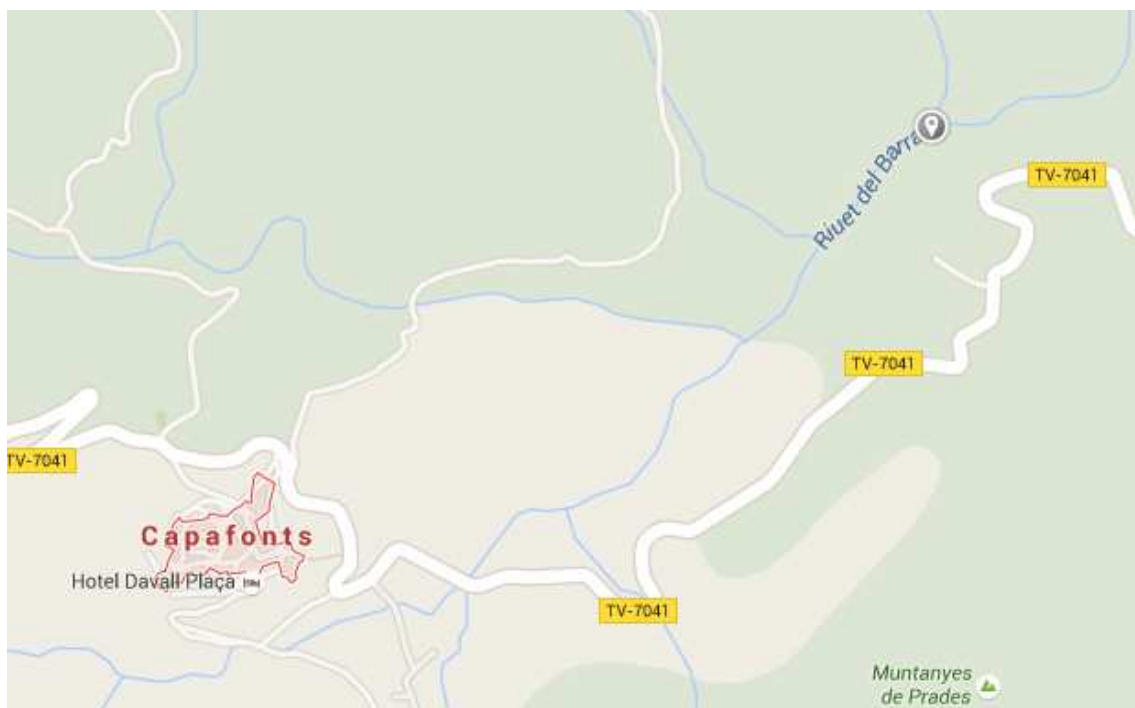 Riuet del Barra
TV-7041
TV-7041
TV-7041
Capafonts
Hotel Davall Plaça
TV-7041
Muntanyes
de Prades